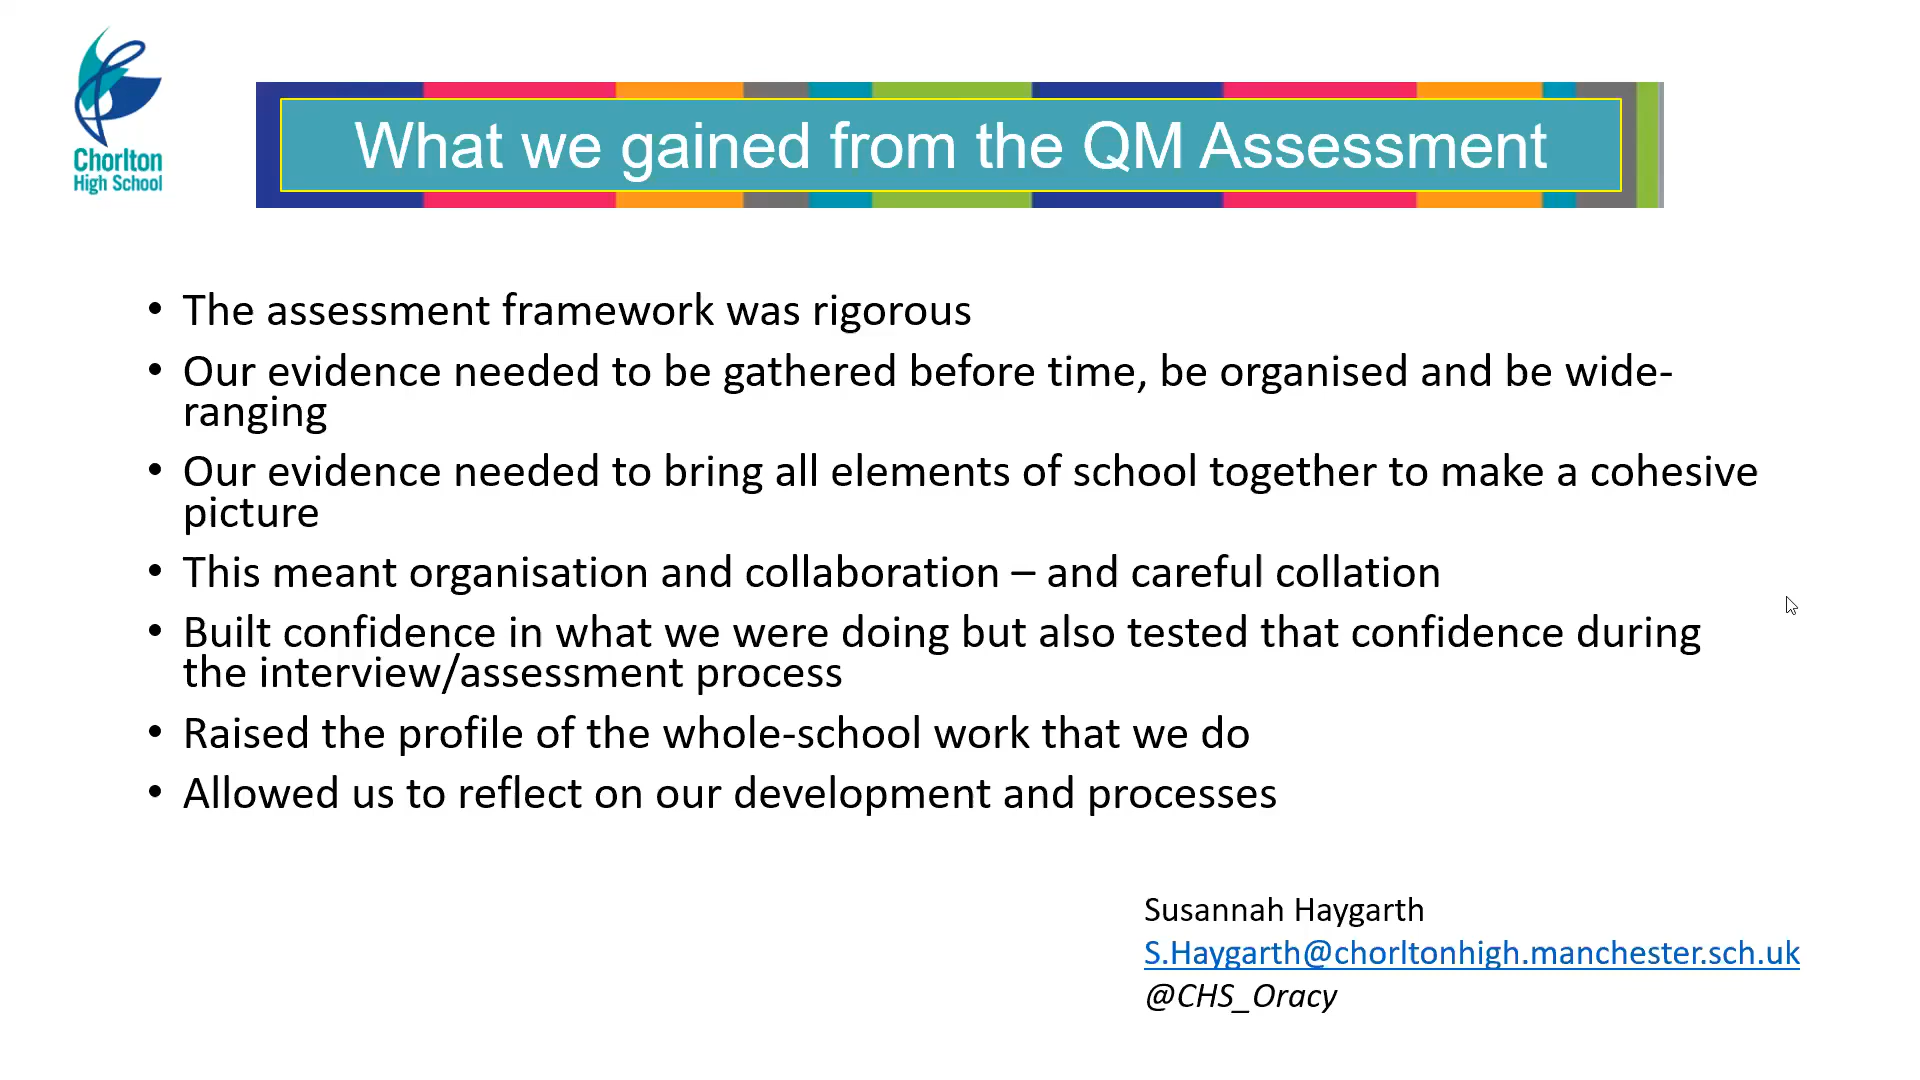 Chorlton
High School
What we gained from the QM Assessment
• The assessment framework was rigorous
• Our evidence needed to be gathered before time, be organised and be wide-
ranging
• Our evidence needed to bring all elements of school together to make a cohesive
picture
• This meant organisation and collaboration – and careful collation
• Built confidence in what we were doing but also tested that confidence during
the interview/assessment process
• Raised the profile of the whole-school work that we do
• Allowed us to reflect on our development and processes
Susannah Haygarth
S.Haygarth@chorltonhigh.manchester.sch.uk
@CHS_Oracy